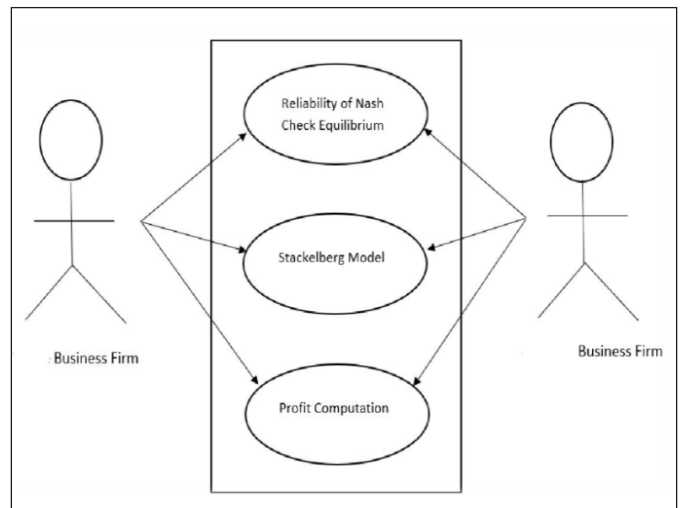 Reliability of Nash
Check Equilibrium
Stackelberg Model
Profit Computation
Business Firm
Business Firm